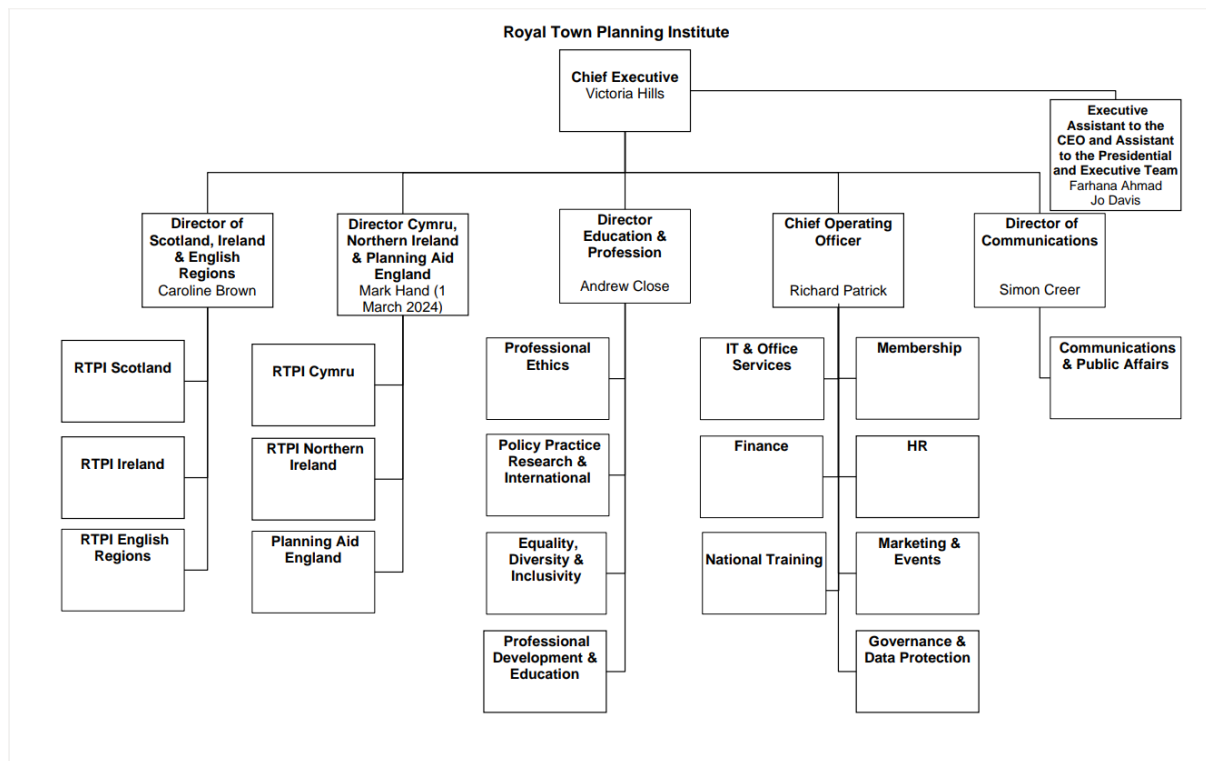 Royal Town Planning Institute
Chief Executive
Victoria Hills
Executive
Assistant to the
CEO and Assistant
to the Presidential
and Executive Team
Farhana Ahmad
Jo Davis
Director of
Scotland, Ireland
& English
Regions
Caroline Brown
Director Cymru,
Northern Ireland
& Planning Aid
England
Mark Hand (1
March 2024)
Director
Education &
Profession
Andrew Close
Chief Operating
Officer
Richard Patrick
Director of
Communications
Simon Creer
RTPI Scotland
RTPI Ireland
RTPI English
Regions
RTPI Cymru
RTPI Northern
Ireland
Planning Aid
England
Professional
Ethics
Policy Practice
Research &
International
Equality,
Diversity &
Inclusivity
Professional
Development &
Education
IT & Office
Services
Finance
National Training
Membership
HR
Marketing &
Events
Governance &
Data Protection
Communications
& Public Affairs